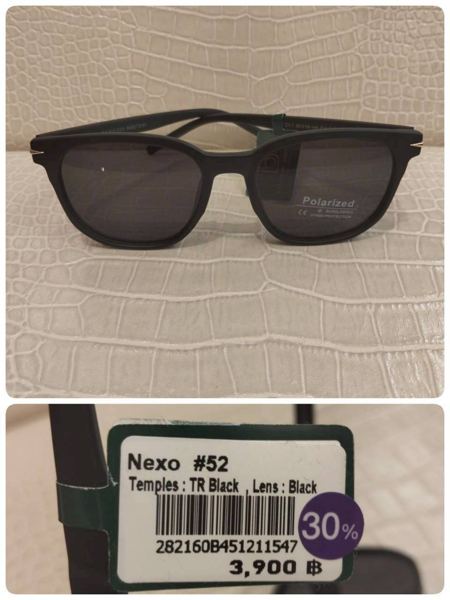 Polarized
CE
Nexo #52
Temples : TR Black , Lens : Black
30%
282160B451211547
3,900 ฿